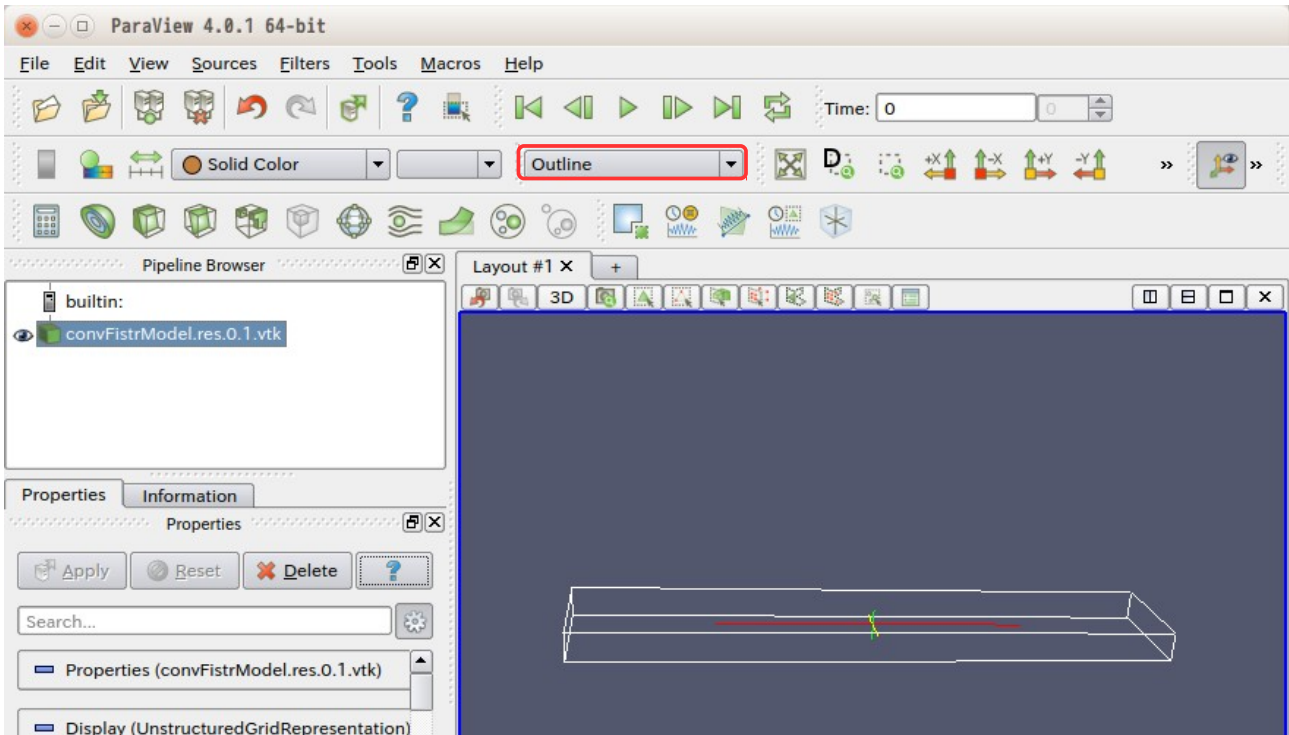 ParaView 4.0.1 64-bit
File Edit View Sources Filters Tools Macros Help
? Time: 0 0
Solid Color Outline D +X -X +Y -Y »  »
Pipeline Browser
Layout #1 X +
builtin:
3D
convFistrModel.res.0.1.vtk
Properties Information
Properties
Apply Reset Delete ?
Search...
Properties (convFistrModel.res.0.1.vtk)
Display (UnstructuredGridRepresentation)